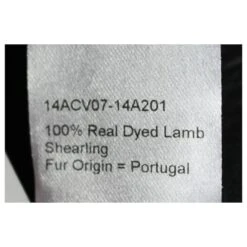 14ACV07-14A201
100% Real Dyed Lamb
Shearling
Fur Origin = Portugal